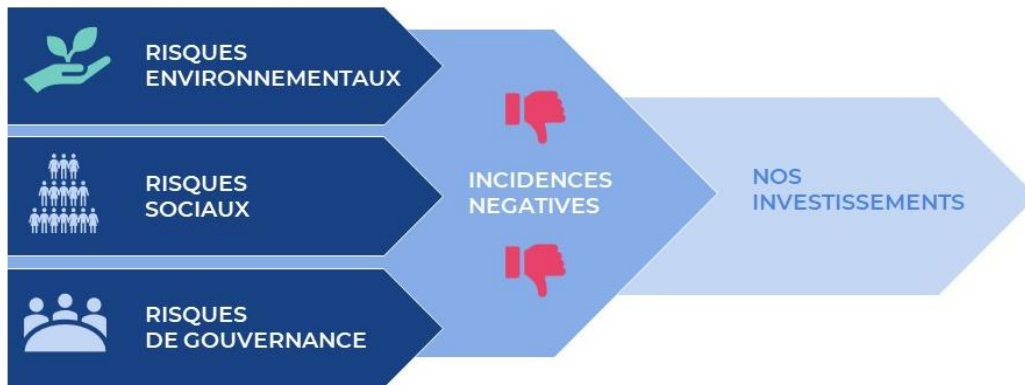 RISQUES
ENVIRONNEMENTAUX
RISQUES
SOCIAUX
RISQUES
DE GOUVERNANCE
INCIDENCES
NEGATIVES
NOS
INVESTISSEMENTS